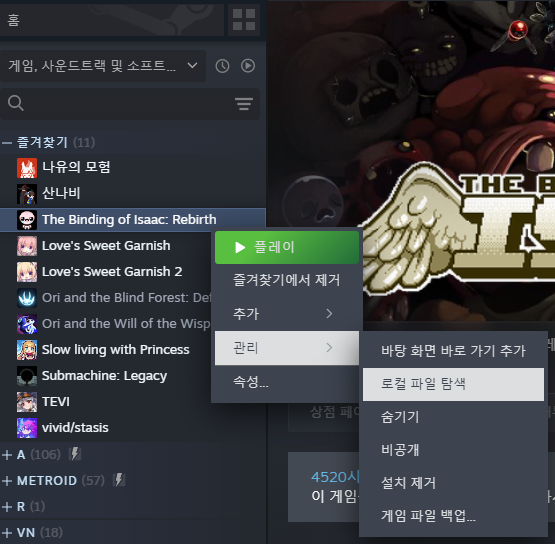 홈
게임, 사운드트랙 및 소프트...
즐겨찾기 (11)
나유의 모험
산나비
The Binding of Isaac: Rebirth
Love's Sweet Garnish
Love's Sweet Garnish 2
Ori and the Blind Forest: Def
Ori and the Will of the Wisp
Slow living with Princess
Submachine: Legacy
TEVI
vivid/stasis
A (106)
METROID (57)
R (1)
VN (18)
THE B
IS
플레이
즐겨찾기에서 제거
추가
관리
속성...
바탕 화면 바로 가기 추가
로컬 파일 탐색
숨기기
비공개
설치 제거
게임 파일 백업...
상점 페이
4520시
이 게임